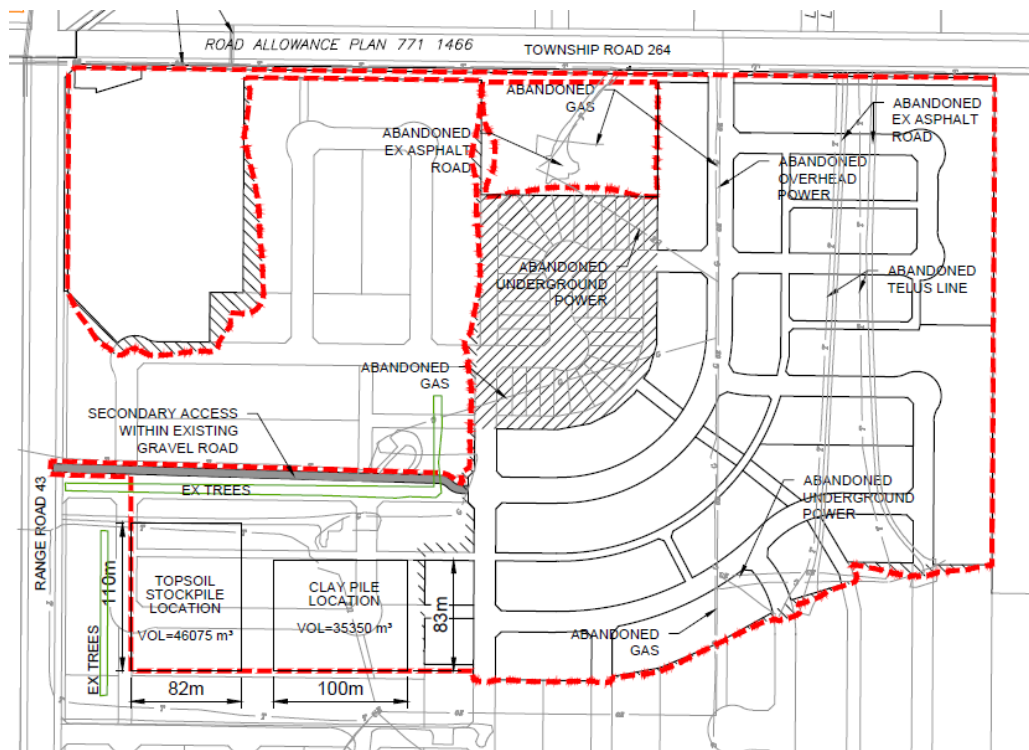 ROAD ALLOWANCE PLAN 771 1466
TOWNSHIP ROAD 264
ABANDONED
GAS
ABANDONED
EX ASPHALT
ROAD
ABANDONED
EX ASPHALT
ROAD
ABANDONED
OVERHEAD
POWER
ABANDONED
UNDERGROUND
POWER
ABANDONED
TELUS LINE
ABANDONED
GAS
SECONDARY ACCESS
WITHIN EXISTING
GRAVEL ROAD
EX TREES
RANGE ROAD 43
ABANDONED
UNDERGROUND
POWER
110m
TOPSOIL
STOCKPILE
LOCATION
VOL=46075 m³
CLAY PILE
LOCATION
VOL=35350 m³
83m
EX TREES
ABANDONED
GAS
82m
100m